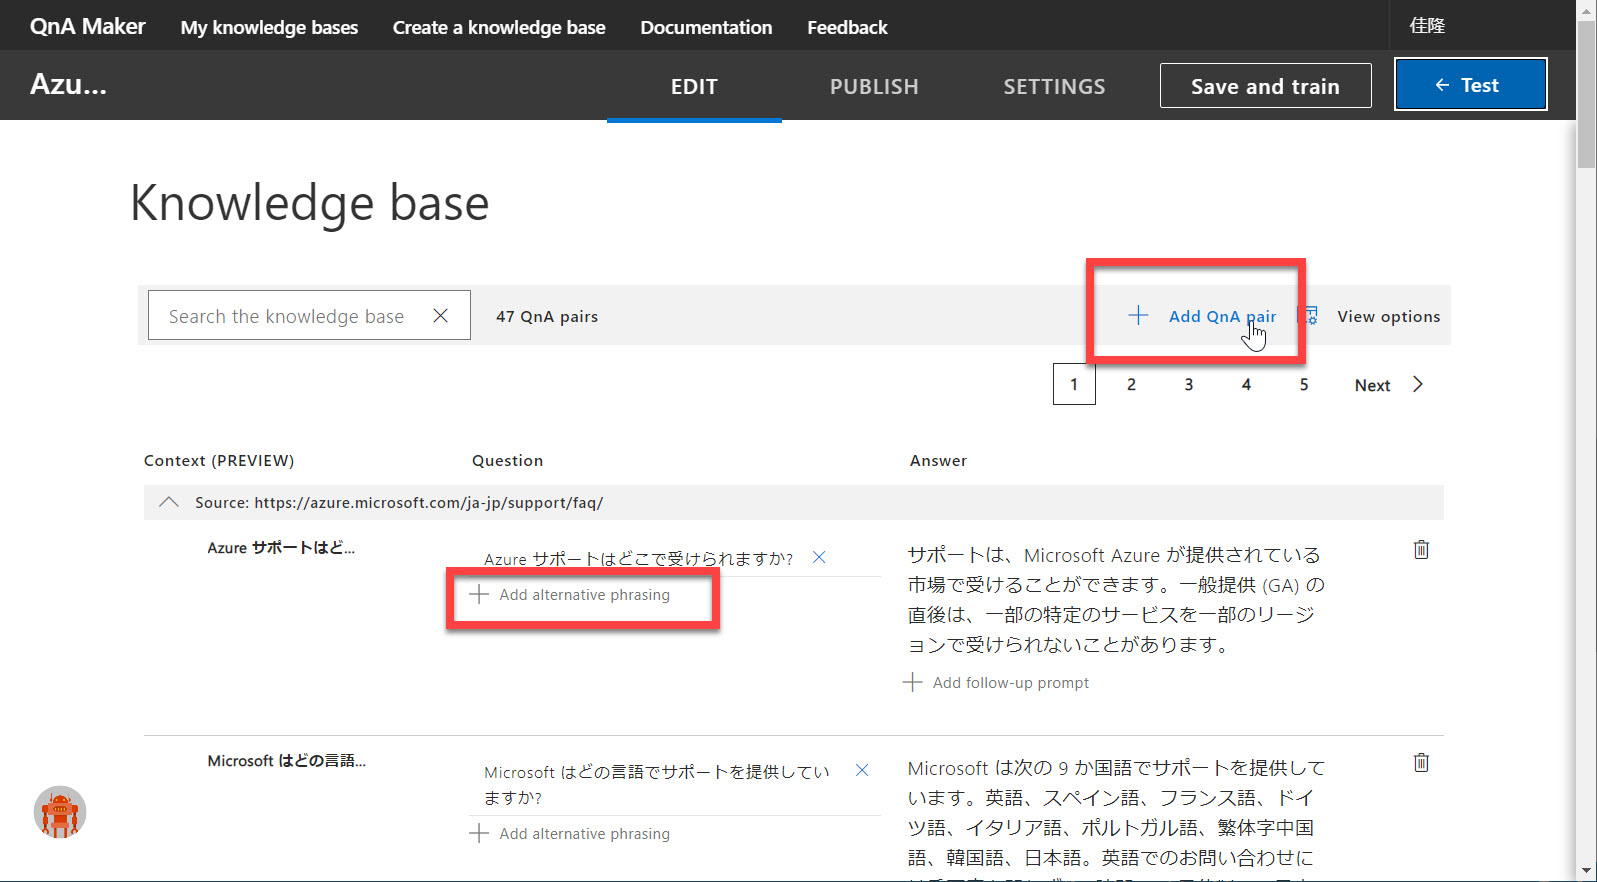 QnA Maker My knowledge bases Create a knowledge base Documentation Feedback 佳隆
Azu... EDIT PUBLISH SETTINGS Save and train ← Test
Knowledge base
Search the knowledge base 47 QnA pairs Add QnA pair View options
1 2 3 4 5 Next
Context (PREVIEW) Question Answer
Source: https://azure.microsoft.com/ja-jp/support/faq/
Azure サポートはど...
Azure サポートはどこで受けられますか?
Add alternative phrasing
サポートは、Microsoft Azure が提供されている
市場で受けることができます。一般提供 (GA) の
直後は、一部の特定のサービスを一部のリージ
ョンで受けられないことがあります。
Add follow-up prompt
Microsoft はどの言語...
Microsoft はどの言語でサポートを提供してい
ますか?
Add alternative phrasing
Microsoft は次の 9 か国語でサポートを提供して
います。英語、スペイン語、フランス語、ドイ
ツ語、イタリア語、ポルトガル語、繁体字中国
語、韓国語、日本語。英語でのお問い合わせに